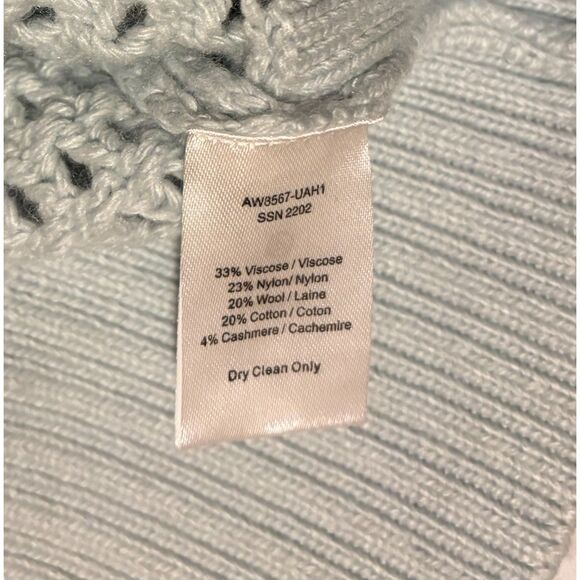 AW8567-UAH1
SSN 2202
33% Viscose / Viscose
23% Nylon/ Nylon
20% Wool / Laine
20% Cotton / Coton
4% Cashmere / Cachemire
Dry Clean Only